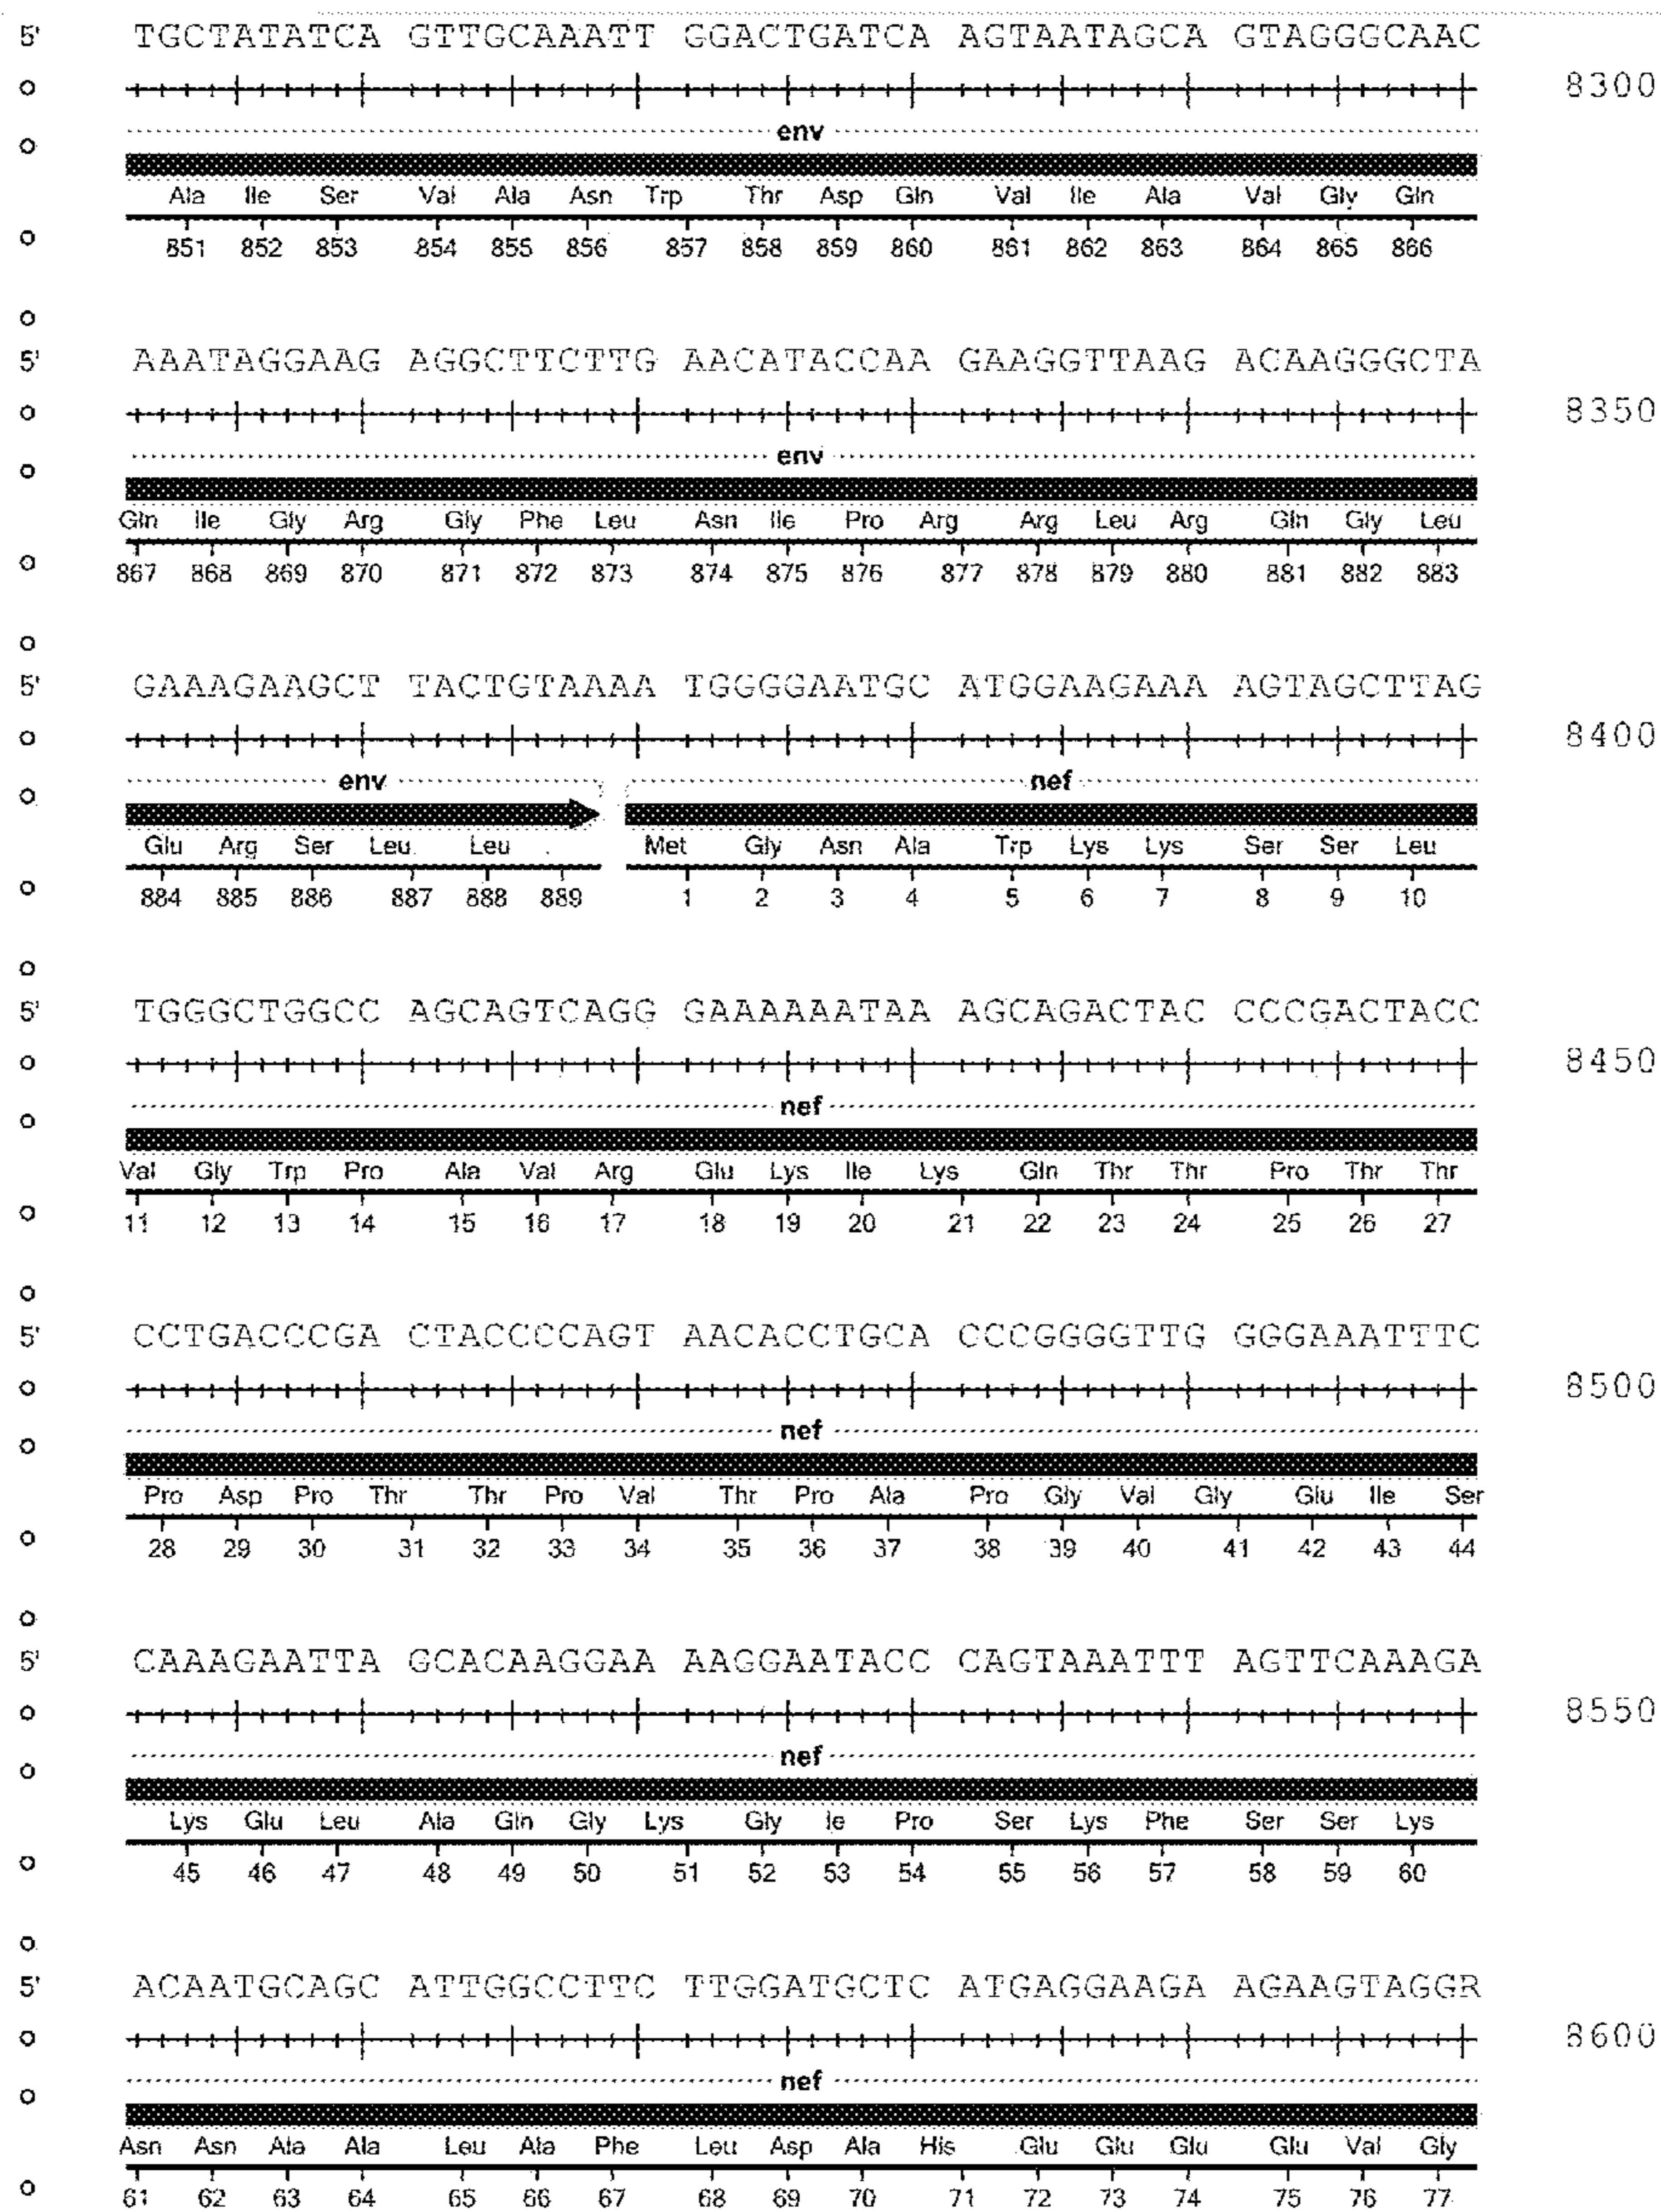 5' TGCTATATCA GTTGCAAATT GGACTGATCA AGTAATAGCA GTAGGGCAAC
8300
env
Ala Ile Ser Val Ala Asn Trp Thr Asp Gln Val Ile Ala Val Gly Gln
851 852 853 854 855 856 857 858 859 860 861 862 863 864 865 866
5' AAATAGGAAG AGGCTTCTTG AACATACCAA GAAGGTTAAG ACAAGGGCTA
8350
env
Gln Ile Gly Arg Gly Phe Leu Asn Ile Pro Arg Arg Leu Arg Gln Gly Leu
867 868 869 870 871 872 873 874 875 876 877 878 879 880 881 882 883
5' GAAAGAAGCT TACTGTAAAA TGGGGAATGC ATGGAAGAAA AGTAGCTTAG
8400
env nef
Glu Arg Ser Leu Leu . Met Gly Asn Ala Trp Lys Lys Ser Ser Leu
884 885 886 887 888 889 1 2 3 4 5 6 7 8 9 10
5' TGGGCTGGCC AGCAGTCAGG GAAAAAATAA AGCAGACTAC CCCGACTACC
8450
nef
Val Gly Trp Pro Ala Val Arg Glu Lys Ile Lys Gln Thr Thr Pro Thr Thr
11 12 13 14 15 16 17 18 19 20 21 22 23 24 25 26 27
5' CCTGACCCGA CTACCCCAGT AACACCTGCA CCCGGGGTTG GGGAAATTTC
8500
nef
Pro Asp Pro Thr Thr Pro Val Thr Pro Ala Pro Gly Val Gly Glu Ile Ser
28 29 30 31 32 33 34 35 36 37 38 39 40 41 42 43 44
5' CAAAGAATTA GCACAAGGAA AAGGAATACC CAGTAAATTT AGTTCAAAGA
8550
nef
Lys Glu Leu Ala Gln Gly Lys Gly Ie Pro Ser Lys Phe Ser Ser Lys
45 46 47 48 49 50 51 52 53 54 55 56 57 58 59 60
5' ACAATGCAGC ATTGGCCTTC TTGGATGCTC ATGAGGAAGA AGAAGTAGGR
8600
nef
Asn Asn Ala Ala Leu Ala Phe Leu Asp Ala His Glu Glu Glu Glu Val Gly
61 62 63 64 65 66 67 68 69 70 71 72 73 74 75 76 77